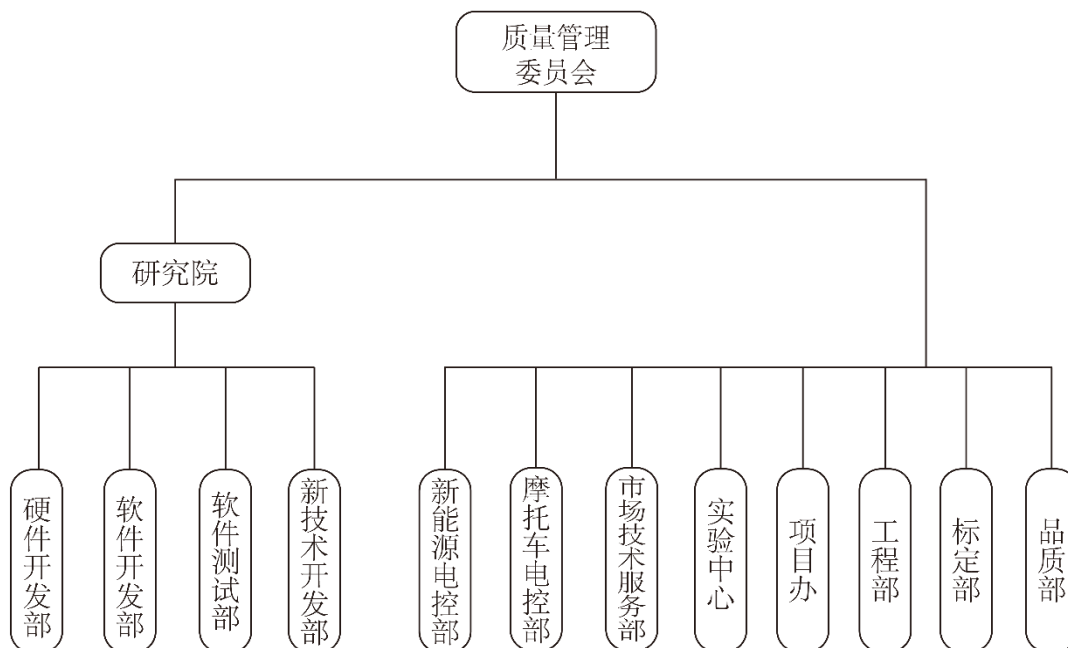 质量管理
委员会
研究院
硬件开发部
软件开发部
软件测试部
新技术开发部
新能源电控部
摩托车电控部
市场技术服务部
实验中心
项目办
工程部
标定部
品质部